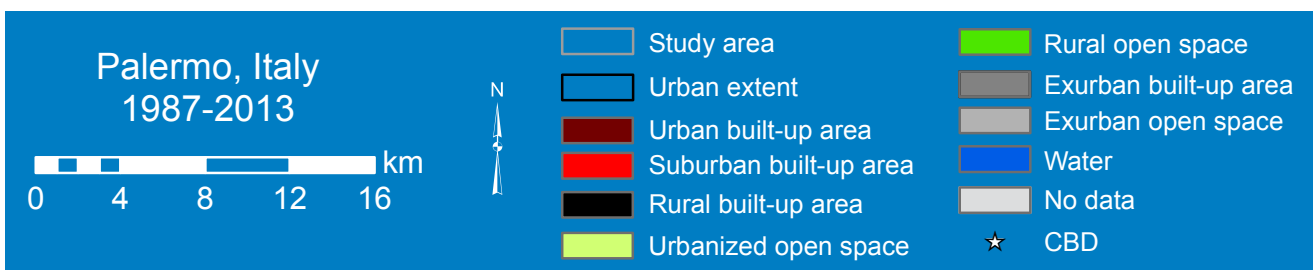 Palermo, Italy
1987-2013
km
0 4 8 12 16
N
Study area
Urban extent
Urban built-up area
Suburban built-up area
Rural built-up area
Urbanized open space
Rural open space
Exurban built-up area
Exurban open space
Water
No data
CBD